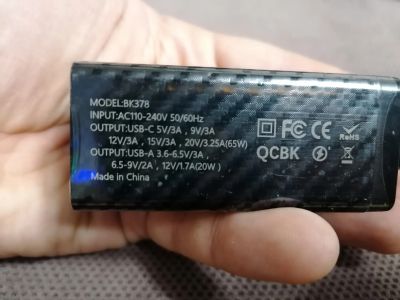 MODEL:BK378
INPUT:AC110-240V 50/60Hz
OUTPUT:USB-C 5V/3A , 9V/3A
12V/3A , 15V/3A , 20V/3.25A(65W)
OUTPUT:USB-A 3.6-6.5V/3A ,
6.5-9V/2A , 12V/1.7A(20W)
Made in China
FC CE RoHS
QCBK